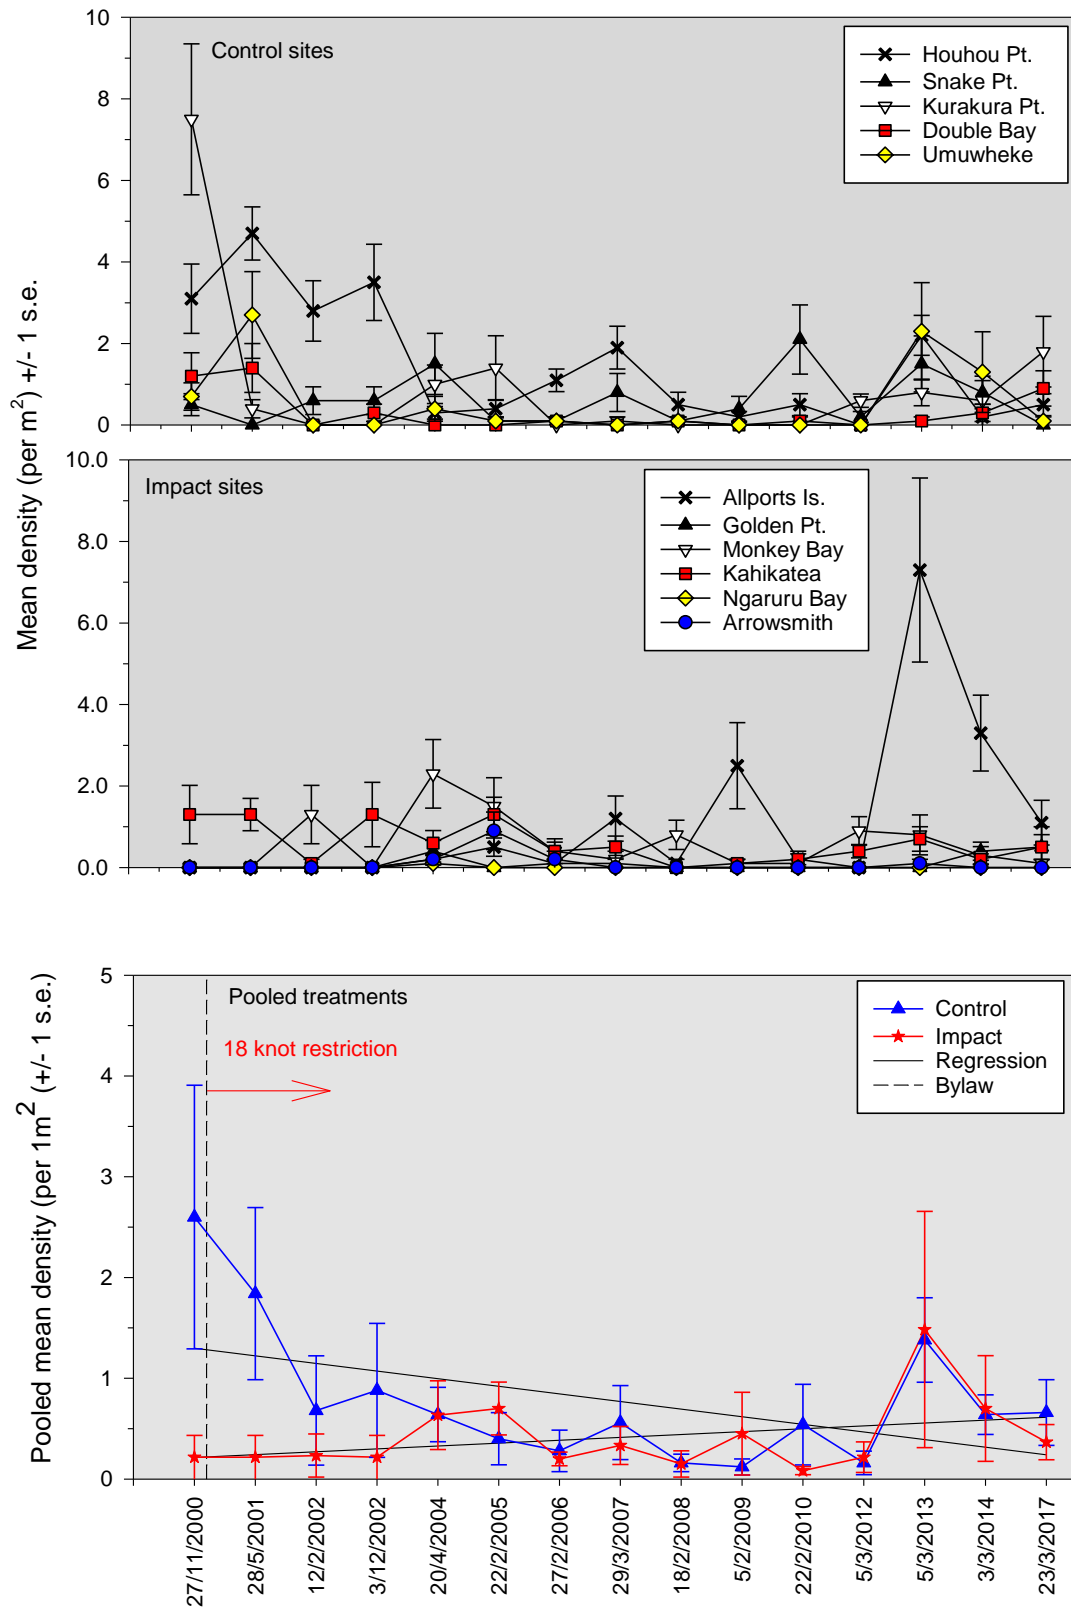 Mean density (per m2) +/- 1 s.e.
10
8
6
4
2
0
Control sites
Houhou Pt.
Snake Pt.
Kurakura Pt.
Double Bay
Umuwheke
10.0
8.0
6.0
4.0
2.0
0.0
Impact sites
Allports Is.
Golden Pt.
Monkey Bay
Kahikatea
Ngaruru Bay
Arrowsmith
Pooled mean density (per 1m2 (+/- 1 s.e.)
5
4
3
2
1
0
Pooled treatments
18 knot restriction
Control
Impact
Regression
Bylaw
27/11/2000
28/5/2001
12/2/2002
3/12/2002
20/4/2004
22/2/2005
27/2/2006
29/3/2007
18/2/2008
5/2/2009
22/2/2010
5/3/2012
5/3/2013
3/3/2014
23/3/2017